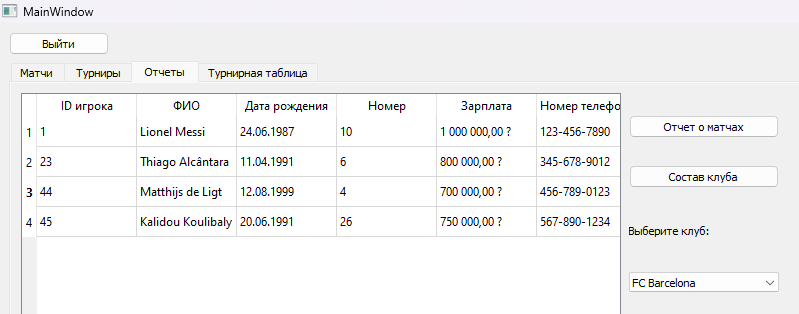 MainWindow
Выйти
Матчи Турниры Отчеты Турнирная таблица
ID игрока ФИО Дата рождения Номер Зарплата Номер телефо
1 1 Lionel Messi 24.06.1987 10 1 000 000,00 ? 123-456-7890
2 23 Thiago Alcântara 11.04.1991 6 800 000,00 ? 345-678-9012
3 44 Matthijs de Ligt 12.08.1999 4 700 000,00 ? 456-789-0123
4 45 Kalidou Koulibaly 20.06.1991 26 750 000,00 ? 567-890-1234
Отчет о матчах
Состав клуба
Выберите клуб:
FC Barcelona